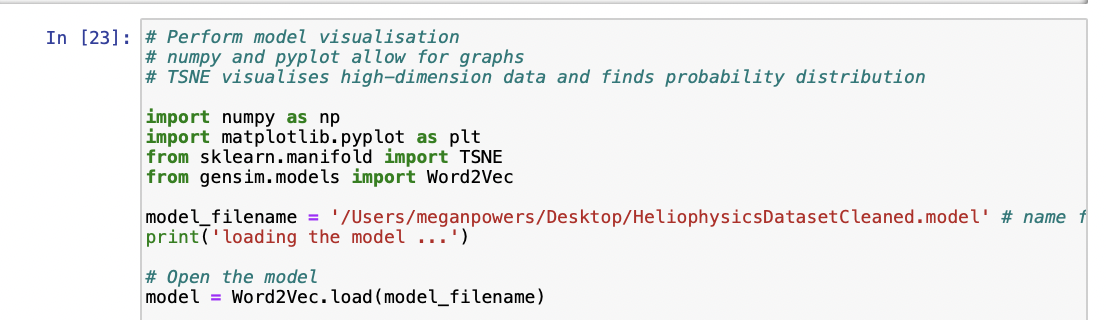 In [23]: # Perform model visualisation
# numpy and pyplot allow for graphs
# TSNE visualises high-dimension data and finds probability distribution
import numpy as np
import matplotlib.pyplot as plt
from sklearn.manifold import TSNE
from gensim.models import Word2Vec
model_filename = '/Users/meganpowers/Desktop/HeliophysicsDatasetCleaned.model' # name f
print('loading the model ...')
# Open the model
model = Word2Vec.load(model_filename)